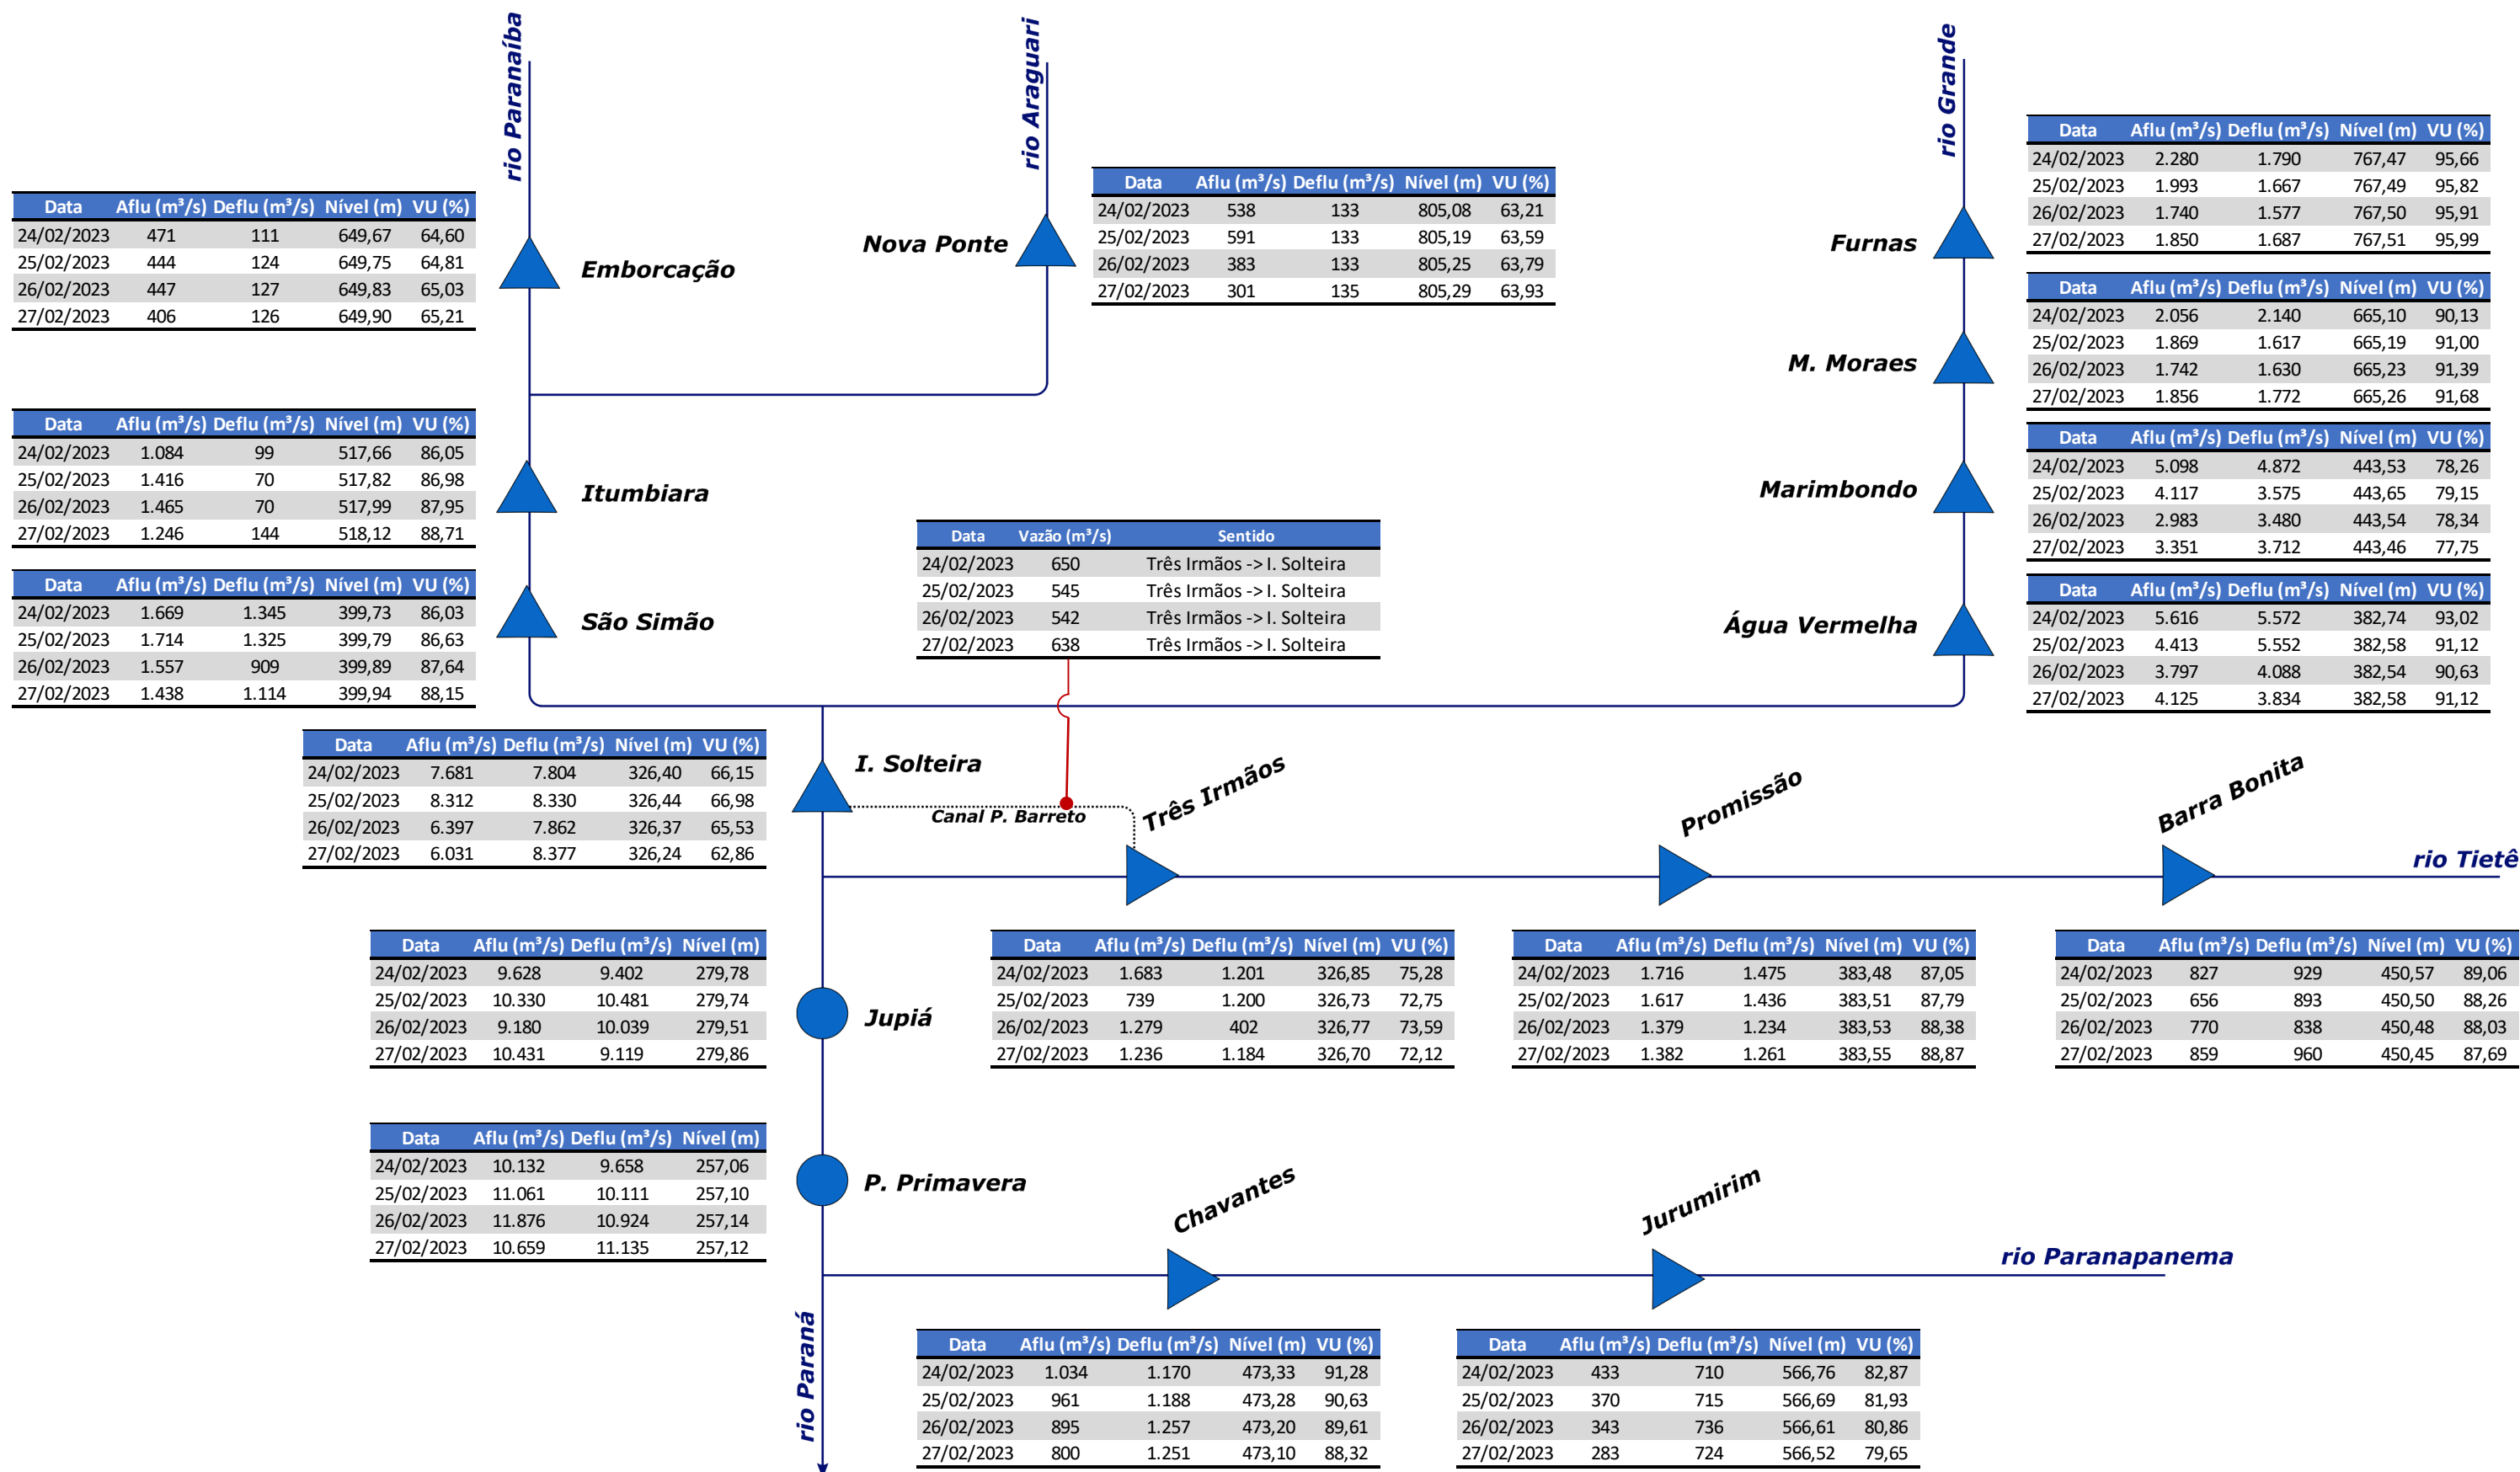 rio Paranaíba
rio Araguari
rio Grande
Data Aflu (m³/s) Deflu (m³/s) Nível (m) VU (%)
24/02/2023 2.280 1.790 767,47 95,66
25/02/2023 1.993 1.667 767,49 95,82
26/02/2023 1.740 1.577 767,50 95,91
27/02/2023 1.850 1.687 767,51 95,99
Furnas
Data Aflu (m³/s) Deflu (m³/s) Nível (m) VU (%)
24/02/2023 538 133 805,08 63,21
25/02/2023 591 133 805,19 63,59
26/02/2023 383 133 805,25 63,79
27/02/2023 301 135 805,29 63,93
Nova Ponte
Data Aflu (m³/s) Deflu (m³/s) Nível (m) VU (%)
24/02/2023 471 111 649,67 64,60
25/02/2023 444 124 649,75 64,81
26/02/2023 447 127 649,83 65,03
27/02/2023 406 126 649,90 65,21
Emborcação
Data Aflu (m³/s) Deflu (m³/s) Nível (m) VU (%)
24/02/2023 2.056 2.140 665,10 90,13
25/02/2023 1.869 1.617 665,19 91,00
26/02/2023 1.742 1.630 665,23 91,39
27/02/2023 1.856 1.772 665,26 91,68
M. Moraes
Data Aflu (m³/s) Deflu (m³/s) Nível (m) VU (%)
24/02/2023 1.084 99 517,66 86,05
25/02/2023 1.416 70 517,82 86,98
26/02/2023 1.465 70 517,99 87,95
27/02/2023 1.246 144 518,12 88,71
Itumbiara
Data Aflu (m³/s) Deflu (m³/s) Nível (m) VU (%)
24/02/2023 5.098 4.872 443,53 78,26
25/02/2023 4.117 3.575 443,65 79,15
26/02/2023 2.983 3.480 443,54 78,34
27/02/2023 3.351 3.712 443,46 77,75
Marimbondo
Data Vazão (m³/s) Sentido
24/02/2023 650 Três Irmãos -> I. Solteira
25/02/2023 545 Três Irmãos -> I. Solteira
26/02/2023 542 Três Irmãos -> I. Solteira
27/02/2023 638 Três Irmãos -> I. Solteira
Data Aflu (m³/s) Deflu (m³/s) Nível (m) VU (%)
24/02/2023 1.669 1.345 399,73 86,03
25/02/2023 1.714 1.325 399,79 86,63
26/02/2023 1.557 909 399,89 87,64
27/02/2023 1.438 1.114 399,94 88,15
São Simão
Data Aflu (m³/s) Deflu (m³/s) Nível (m) VU (%)
24/02/2023 5.616 5.572 382,74 93,02
25/02/2023 4.413 5.552 382,58 91,12
26/02/2023 3.797 4.088 382,54 90,63
27/02/2023 4.125 3.834 382,58 91,12
Água Vermelha
Data Aflu (m³/s) Deflu (m³/s) Nível (m) VU (%)
24/02/2023 7.681 7.804 326,40 66,15
25/02/2023 8.312 8.330 326,44 66,98
26/02/2023 6.397 7.862 326,37 65,53
27/02/2023 6.031 8.377 326,24 62,86
I. Solteira
Canal P. Barreto
Três Irmãos
Promissão
Barra Bonita
rio Tietê
Data Aflu (m³/s) Deflu (m³/s) Nível (m)
24/02/2023 9.628 9.402 279,78
25/02/2023 10.330 10.481 279,74
26/02/2023 9.180 10.039 279,51
27/02/2023 10.431 9.119 279,86
Jupiá
Data Aflu (m³/s) Deflu (m³/s) Nível (m) VU (%)
24/02/2023 1.683 1.201 326,85 75,28
25/02/2023 739 1.200 326,73 72,75
26/02/2023 1.279 402 326,77 73,59
27/02/2023 1.236 1.184 326,70 72,12
Data Aflu (m³/s) Deflu (m³/s) Nível (m) VU (%)
24/02/2023 1.716 1.475 383,48 87,05
25/02/2023 1.617 1.436 383,51 87,79
26/02/2023 1.379 1.234 383,53 88,38
27/02/2023 1.382 1.261 383,55 88,87
Data Aflu (m³/s) Deflu (m³/s) Nível (m) VU (%)
24/02/2023 827 929 450,57 89,06
25/02/2023 656 893 450,50 88,26
26/02/2023 770 838 450,48 88,03
27/02/2023 859 960 450,45 87,69
Data Aflu (m³/s) Deflu (m³/s) Nível (m)
24/02/2023 10.132 9.658 257,06
25/02/2023 11.061 10.111 257,10
26/02/2023 11.876 10.924 257,14
27/02/2023 10.659 11.135 257,12
P. Primavera
Chavantes
Jurumirim
rio Paranapanema
rio Paraná
Data Aflu (m³/s) Deflu (m³/s) Nível (m) VU (%)
24/02/2023 1.034 1.170 473,33 91,28
25/02/2023 961 1.188 473,28 90,63
26/02/2023 895 1.257 473,20 89,61
27/02/2023 800 1.251 473,10 88,32
Data Aflu (m³/s) Deflu (m³/s) Nível (m) VU (%)
24/02/2023 433 710 566,76 82,87
25/02/2023 370 715 566,69 81,93
26/02/2023 343 736 566,61 80,86
27/02/2023 283 724 566,52 79,65